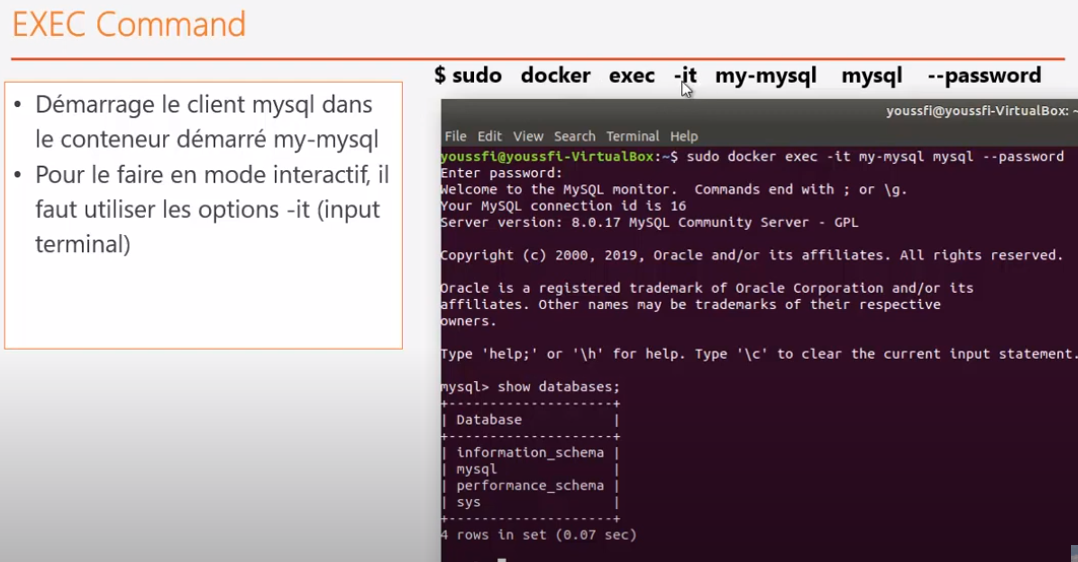 EXEC Command
• Démarrage le client mysql dans
le conteneur démarré my-mysql
• Pour le faire en mode interactif, il
faut utiliser les options -it (input
terminal)
$ sudo docker exec -it my-mysql mysql --password
youssfi@youssfi-VirtualBox: ~
File Edit View Search Terminal Help
youssfi@youssfi-VirtualBox:~$ sudo docker exec -it my-mysql mysql --password
Enter password:
Welcome to the MySQL monitor.  Commands end with ; or \g.
Your MySQL connection id is 16
Server version: 8.0.17 MySQL Community Server - GPL
Copyright (c) 2000, 2019, Oracle and/or its affiliates. All rights reserved.
Oracle is a registered trademark of Oracle Corporation and/or its
affiliates. Other names may be trademarks of their respective
owners.
Type 'help;' or '\h' for help. Type '\c' to clear the current input statement.
mysql> show databases;
+--------------------+
| Database           |
+--------------------+
| information_schema |
| mysql              |
| performance_schema |
| sys                |
+--------------------+
4 rows in set (0.07 sec)